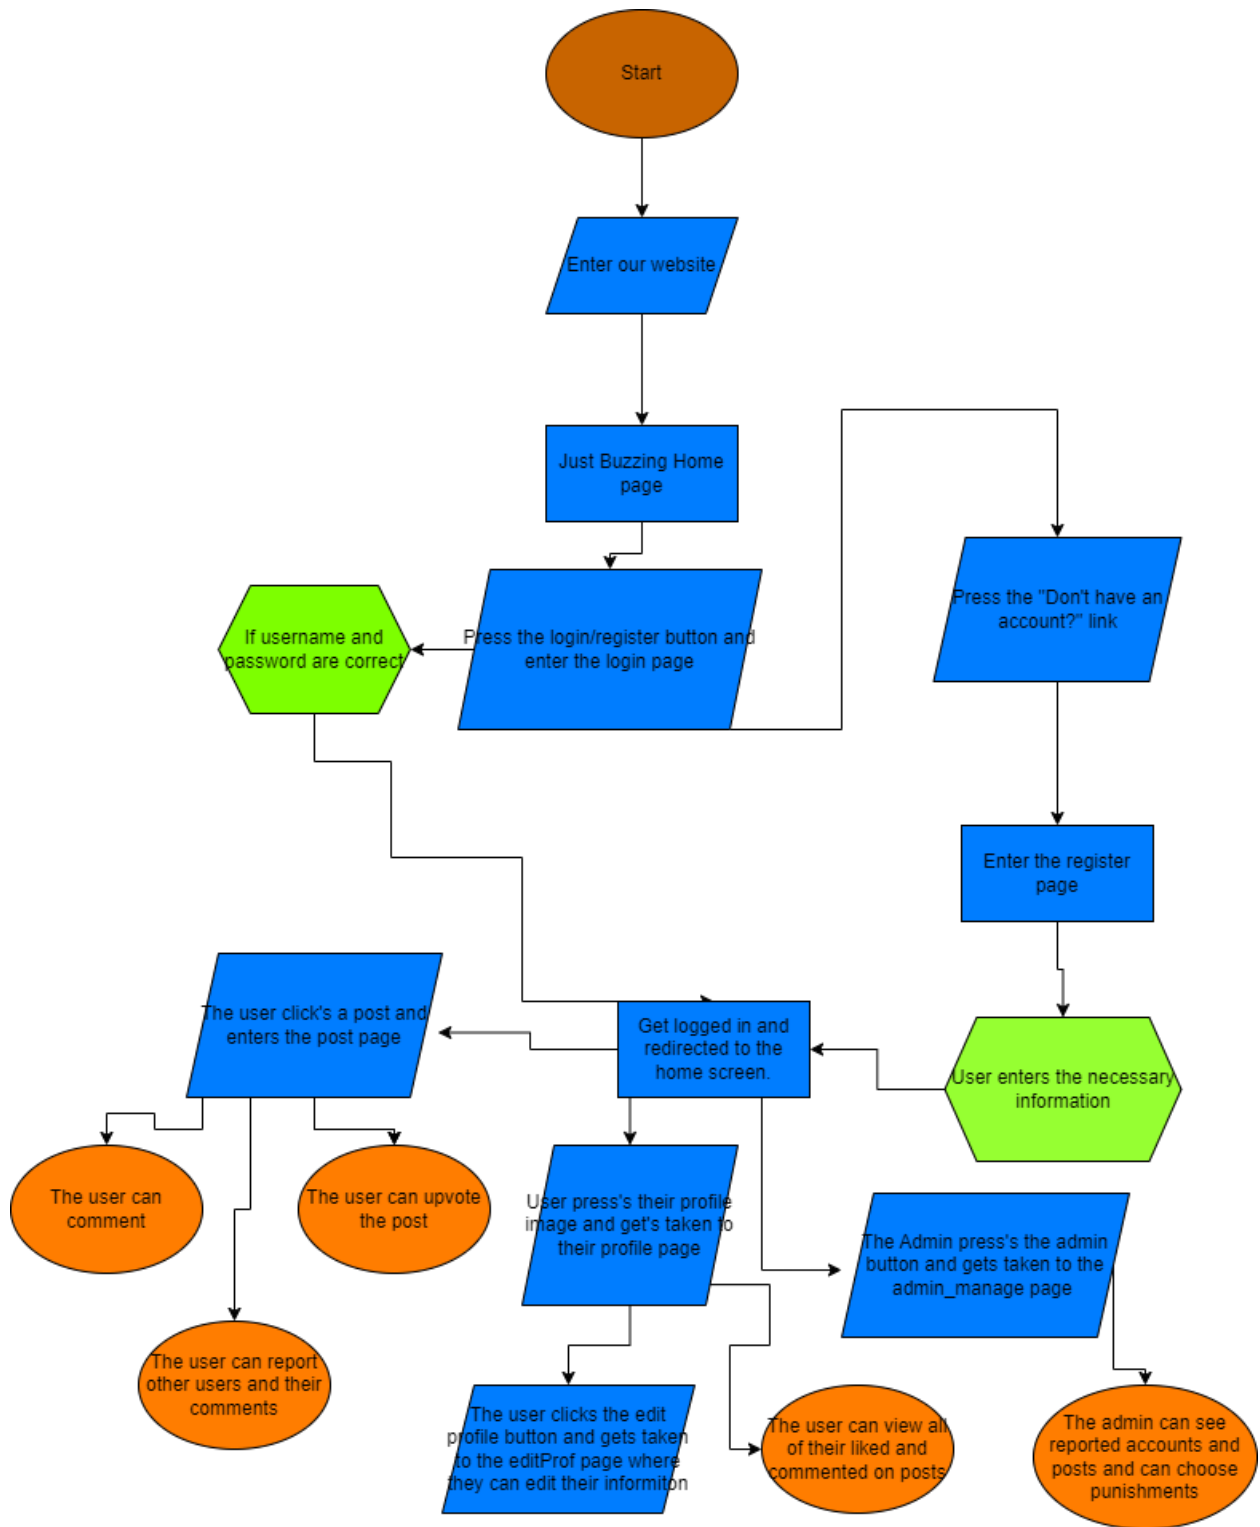 Start
Enter our website
Just Buzzing Home
page
Press the login/register button and
enter the login page
If username and
password are correct
Press the "Don't have an
account?" link
Enter the register
page
The user click's a post and
enters the post page
Get logged in and
redirected to the
home screen.
User enters the necessary
information
The user can
comment
The user can upvote
the post
User press's their profile
image and get's taken to
their profile page
The Admin press's the admin
button and gets taken to the
admin_manage page
The user can report
other users and their
comments
The user clicks the edit
profile button and gets taken
to the editProf page where
they can edit their informiton
The user can view all
of their liked and
commented on posts
The admin can see
reported accounts and
posts and can choose
punishments